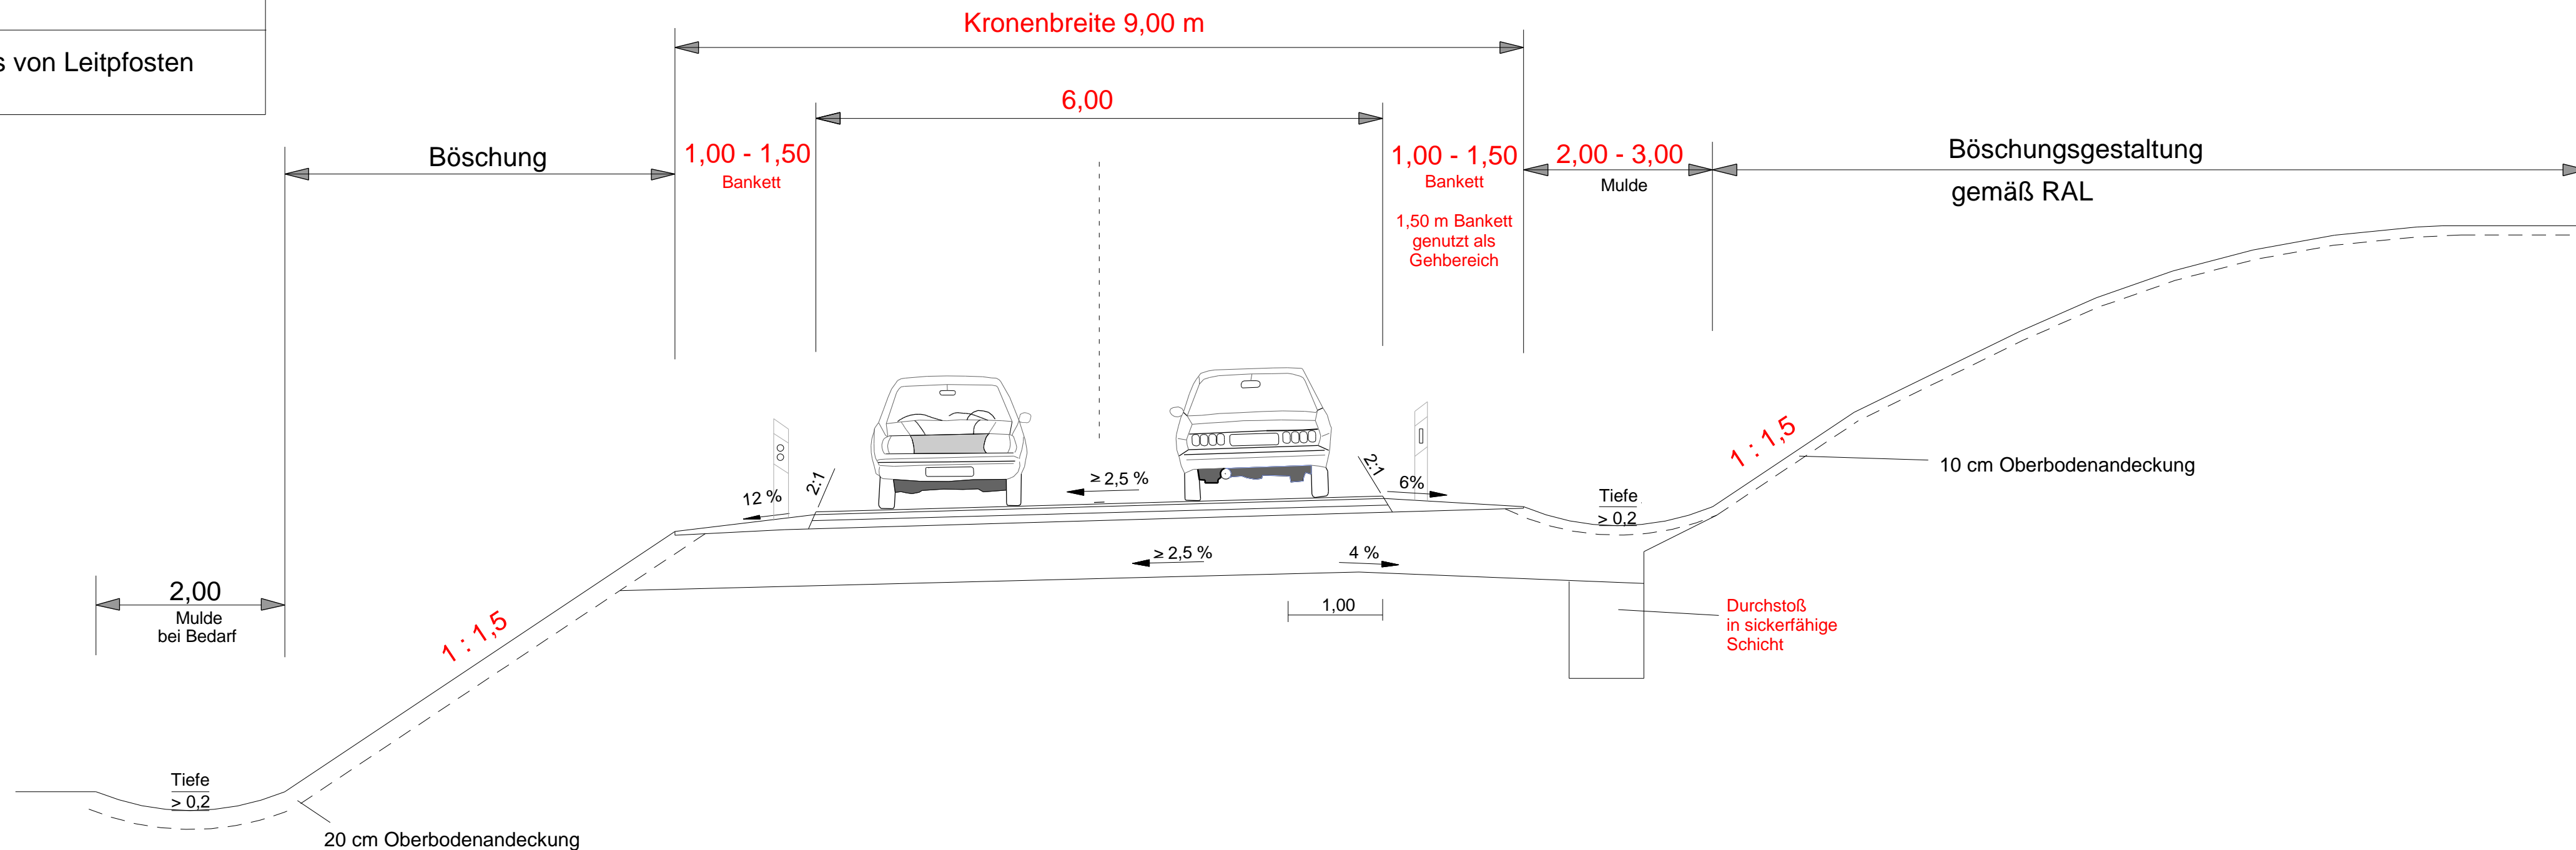 s von Leitpfosten
Kronenbreite 9,00 m
6,00
Böschung
1,00 - 1,50
Bankett
1,00 - 1,50
Bankett
1,50 m Bankett
genutzt als
Gehbereich
2,00 - 3,00
Mulde
Böschungsgestaltung
gemäß RAL
12 %
2:1
≥ 2,5 %
2:1
6%
Tiefe
> 0,2
1 : 1,5
10 cm Oberbodenandeckung
≥ 2,5 %
4 %
1,00
Durchstoß
in sickerfähige
Schicht
2,00
Mulde
bei Bedarf
1 : 1,5
Tiefe
> 0,2
20 cm Oberbodenandeckung